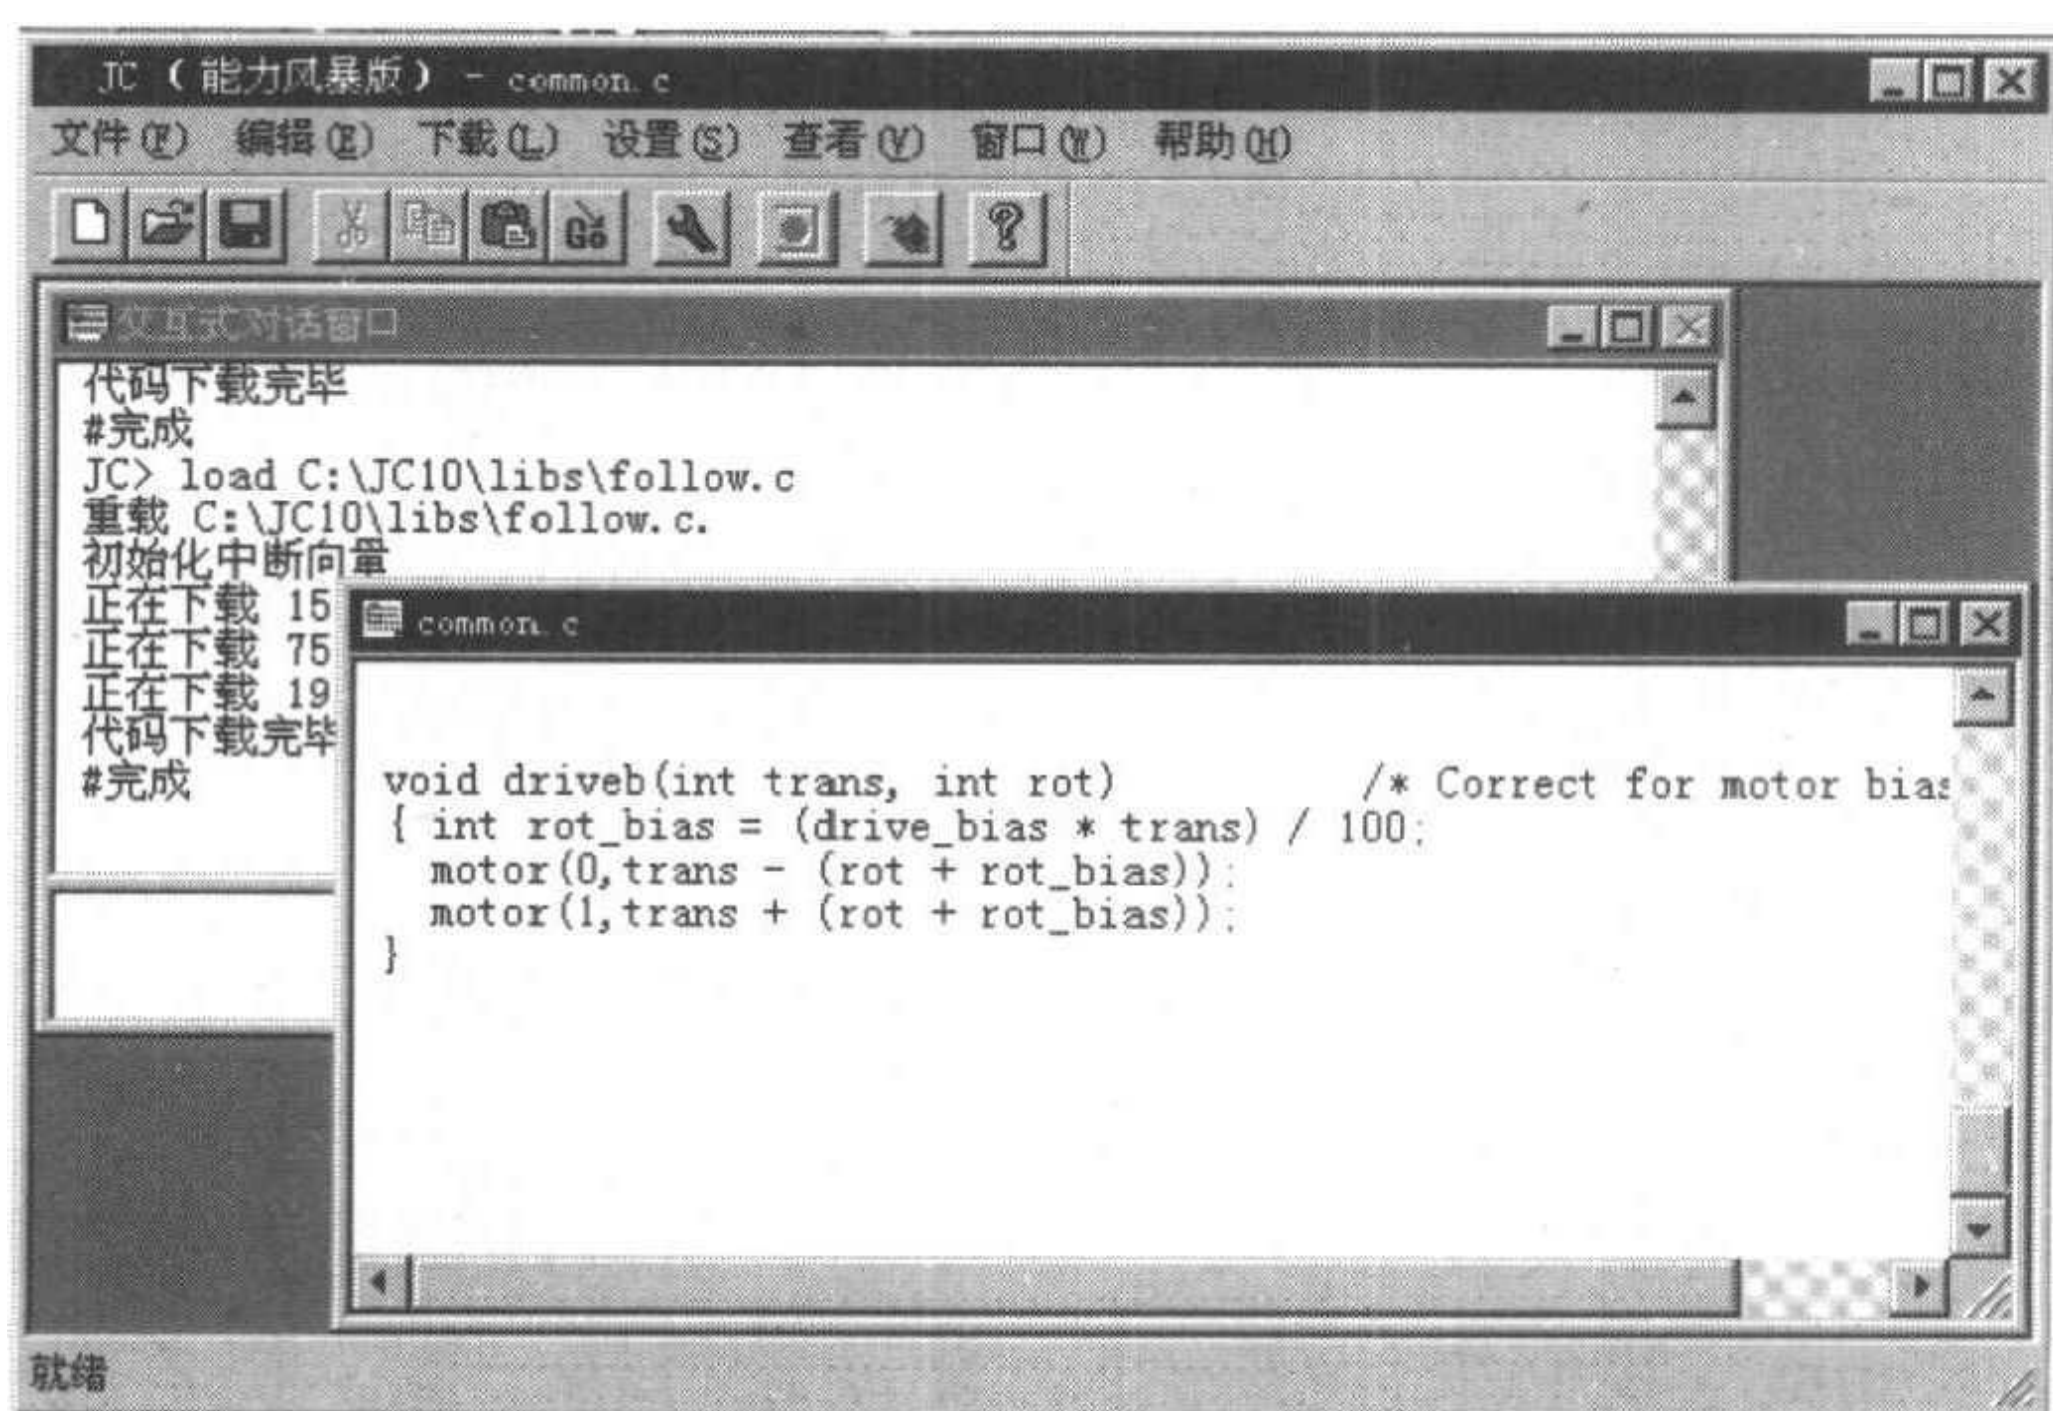 JC （能力风暴版） - common.c
文件(F) 编辑(E) 下载(L) 设置(S) 查看(V) 窗口(W) 帮助(H)
Go
交互式对话窗口
代码下载完毕
#完成
JC> load C:\JC10\libs\follow.c
重载 C:\JC10\libs\follow.c.
初始化中断向量
正在下载 15
正在下载 75
正在下载 19
代码下载完毕
#完成
common.c
void driveb(int trans, int rot) /* Correct for motor bias
{ int rot_bias = (drive_bias * trans) / 100;
motor(0,trans - (rot + rot_bias));
motor(1,trans + (rot + rot_bias));
}
就绪